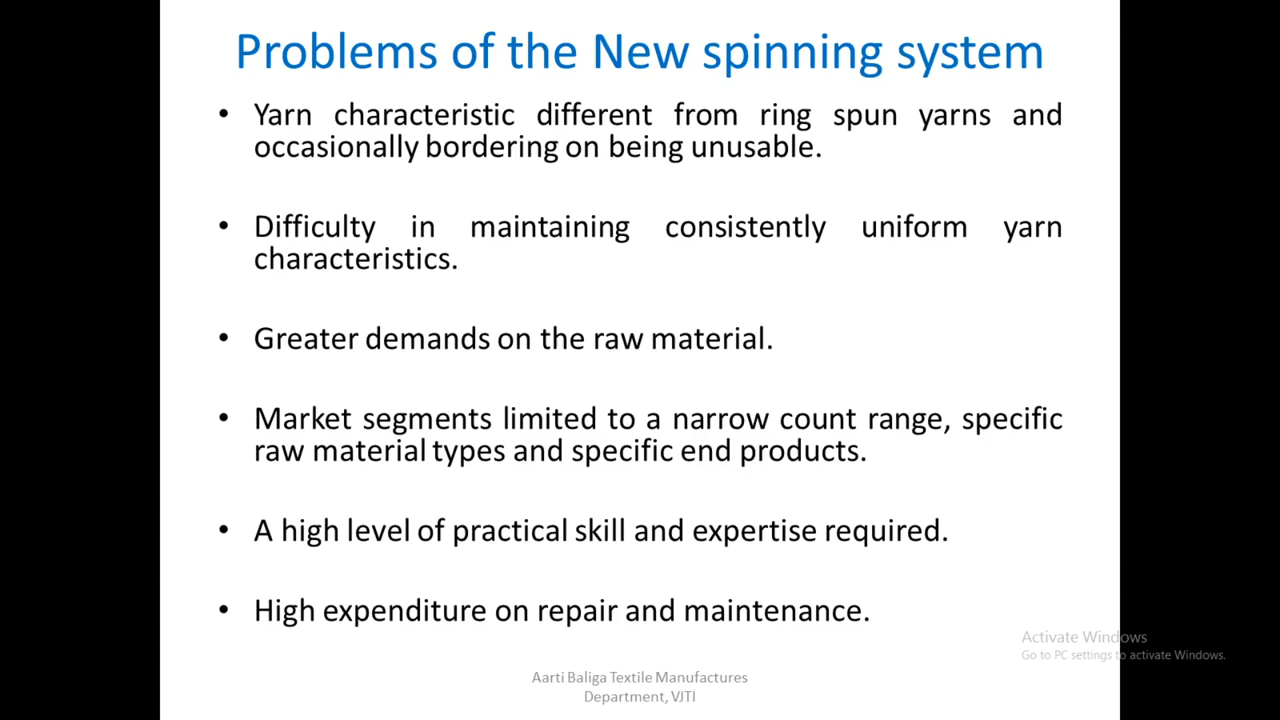 Problems of the New spinning system
• Yarn characteristic different from ring spun yarns and
occasionally bordering on being unusable.
• Difficulty in maintaining consistently uniform yarn
characteristics.
• Greater demands on the raw material.
• Market segments limited to a narrow count range, specific
raw material types and specific end products.
• A high level of practical skill and expertise required.
• High expenditure on repair and maintenance.
Activate Windows
Go to PC settings to activate Windows.
Aarti Baliga Textile Manufactures
Department, VJTI